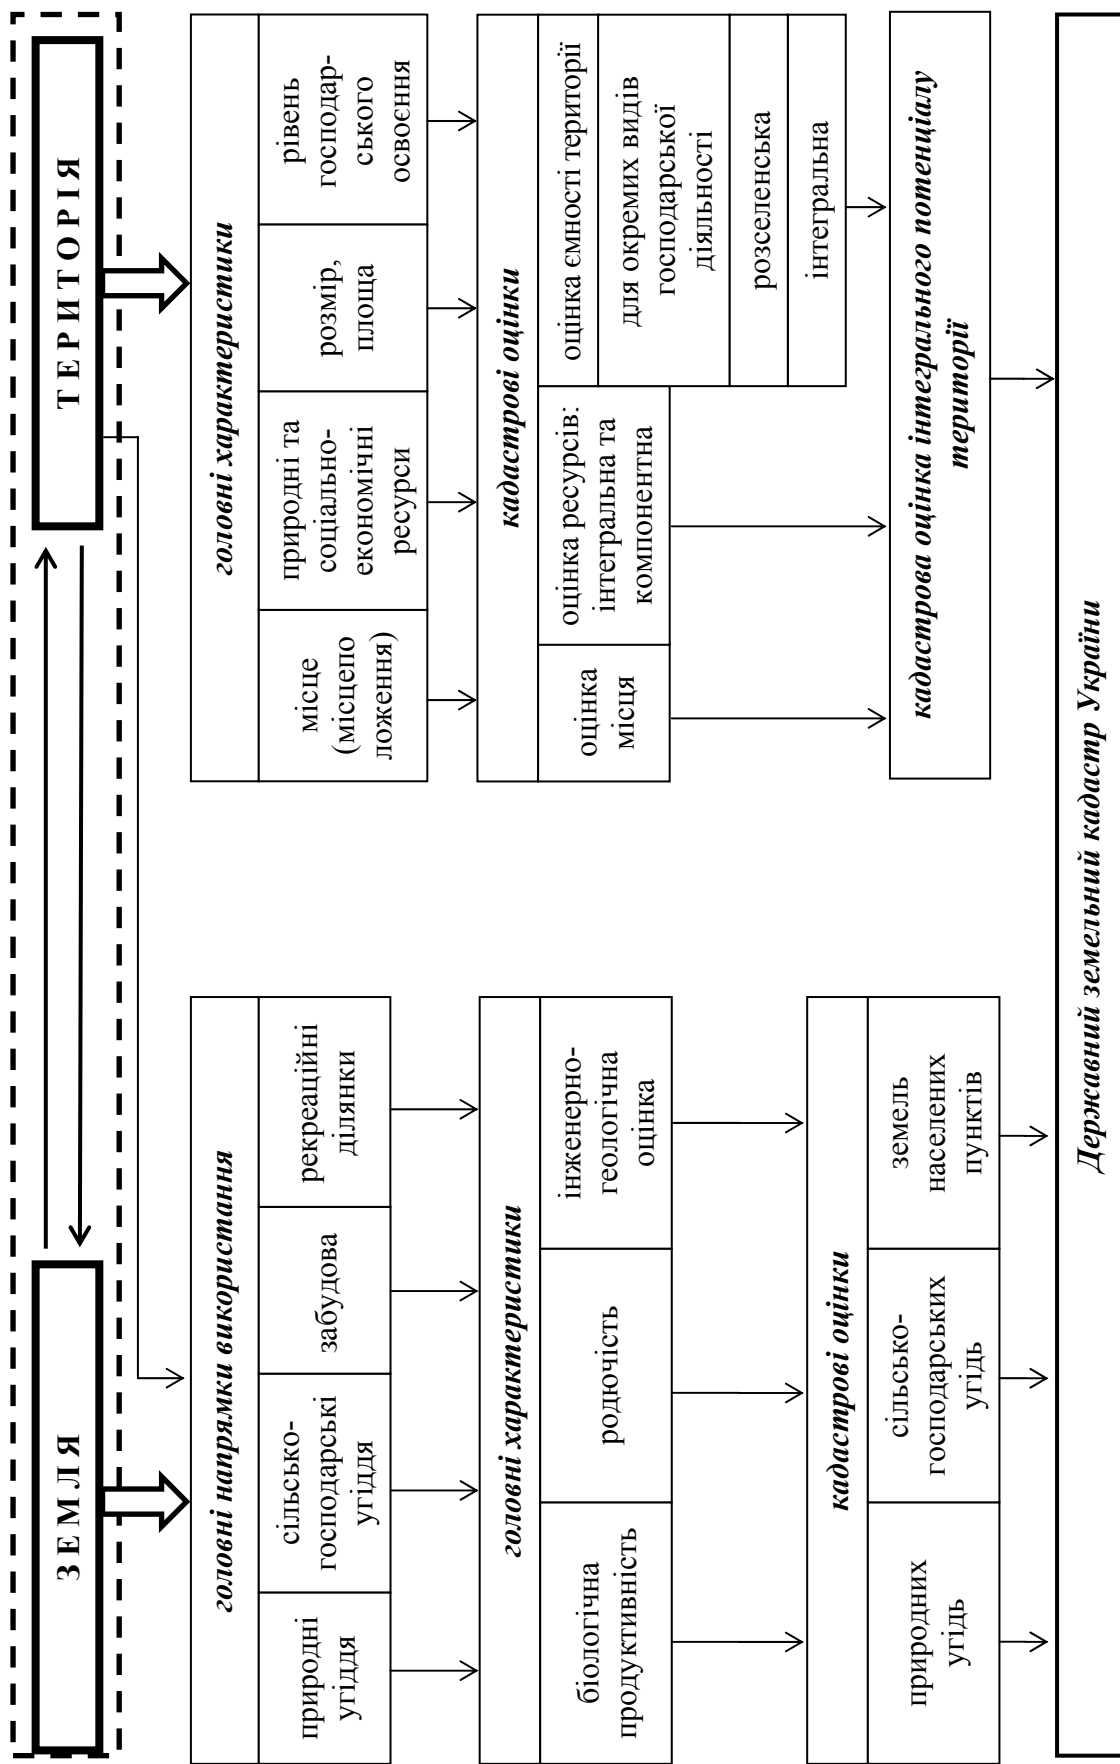 ЗЕМЛЯ
ТЕРИТОРІЯ
головні напрямки використання
природні
угіддя
сільсько-
господарські
угіддя
забудова
рекреаційні
ділянки
головні характеристики
біологічна
продуктивність
родючість
інженерно-
геологічна
оцінка
кадастрові оцінки
природних
угідь
сільсько-
господарських
угідь
земель
населених
пунктів
головні характеристики
місце
(місцепо
ложення)
природні та
соціально-
економічні
ресурси
розмір,
площа
рівень
господар-
ського
освоєння
кадастрові оцінки
оцінка
місця
оцінка ресурсів:
інтегральна та
компонентна
оцінка ємності території
для окремих видів
господарської
діяльності
розселенська
інтегральна
кадастрова оцінка інтегрального потенціалу
території
Державний земельний кадастр України